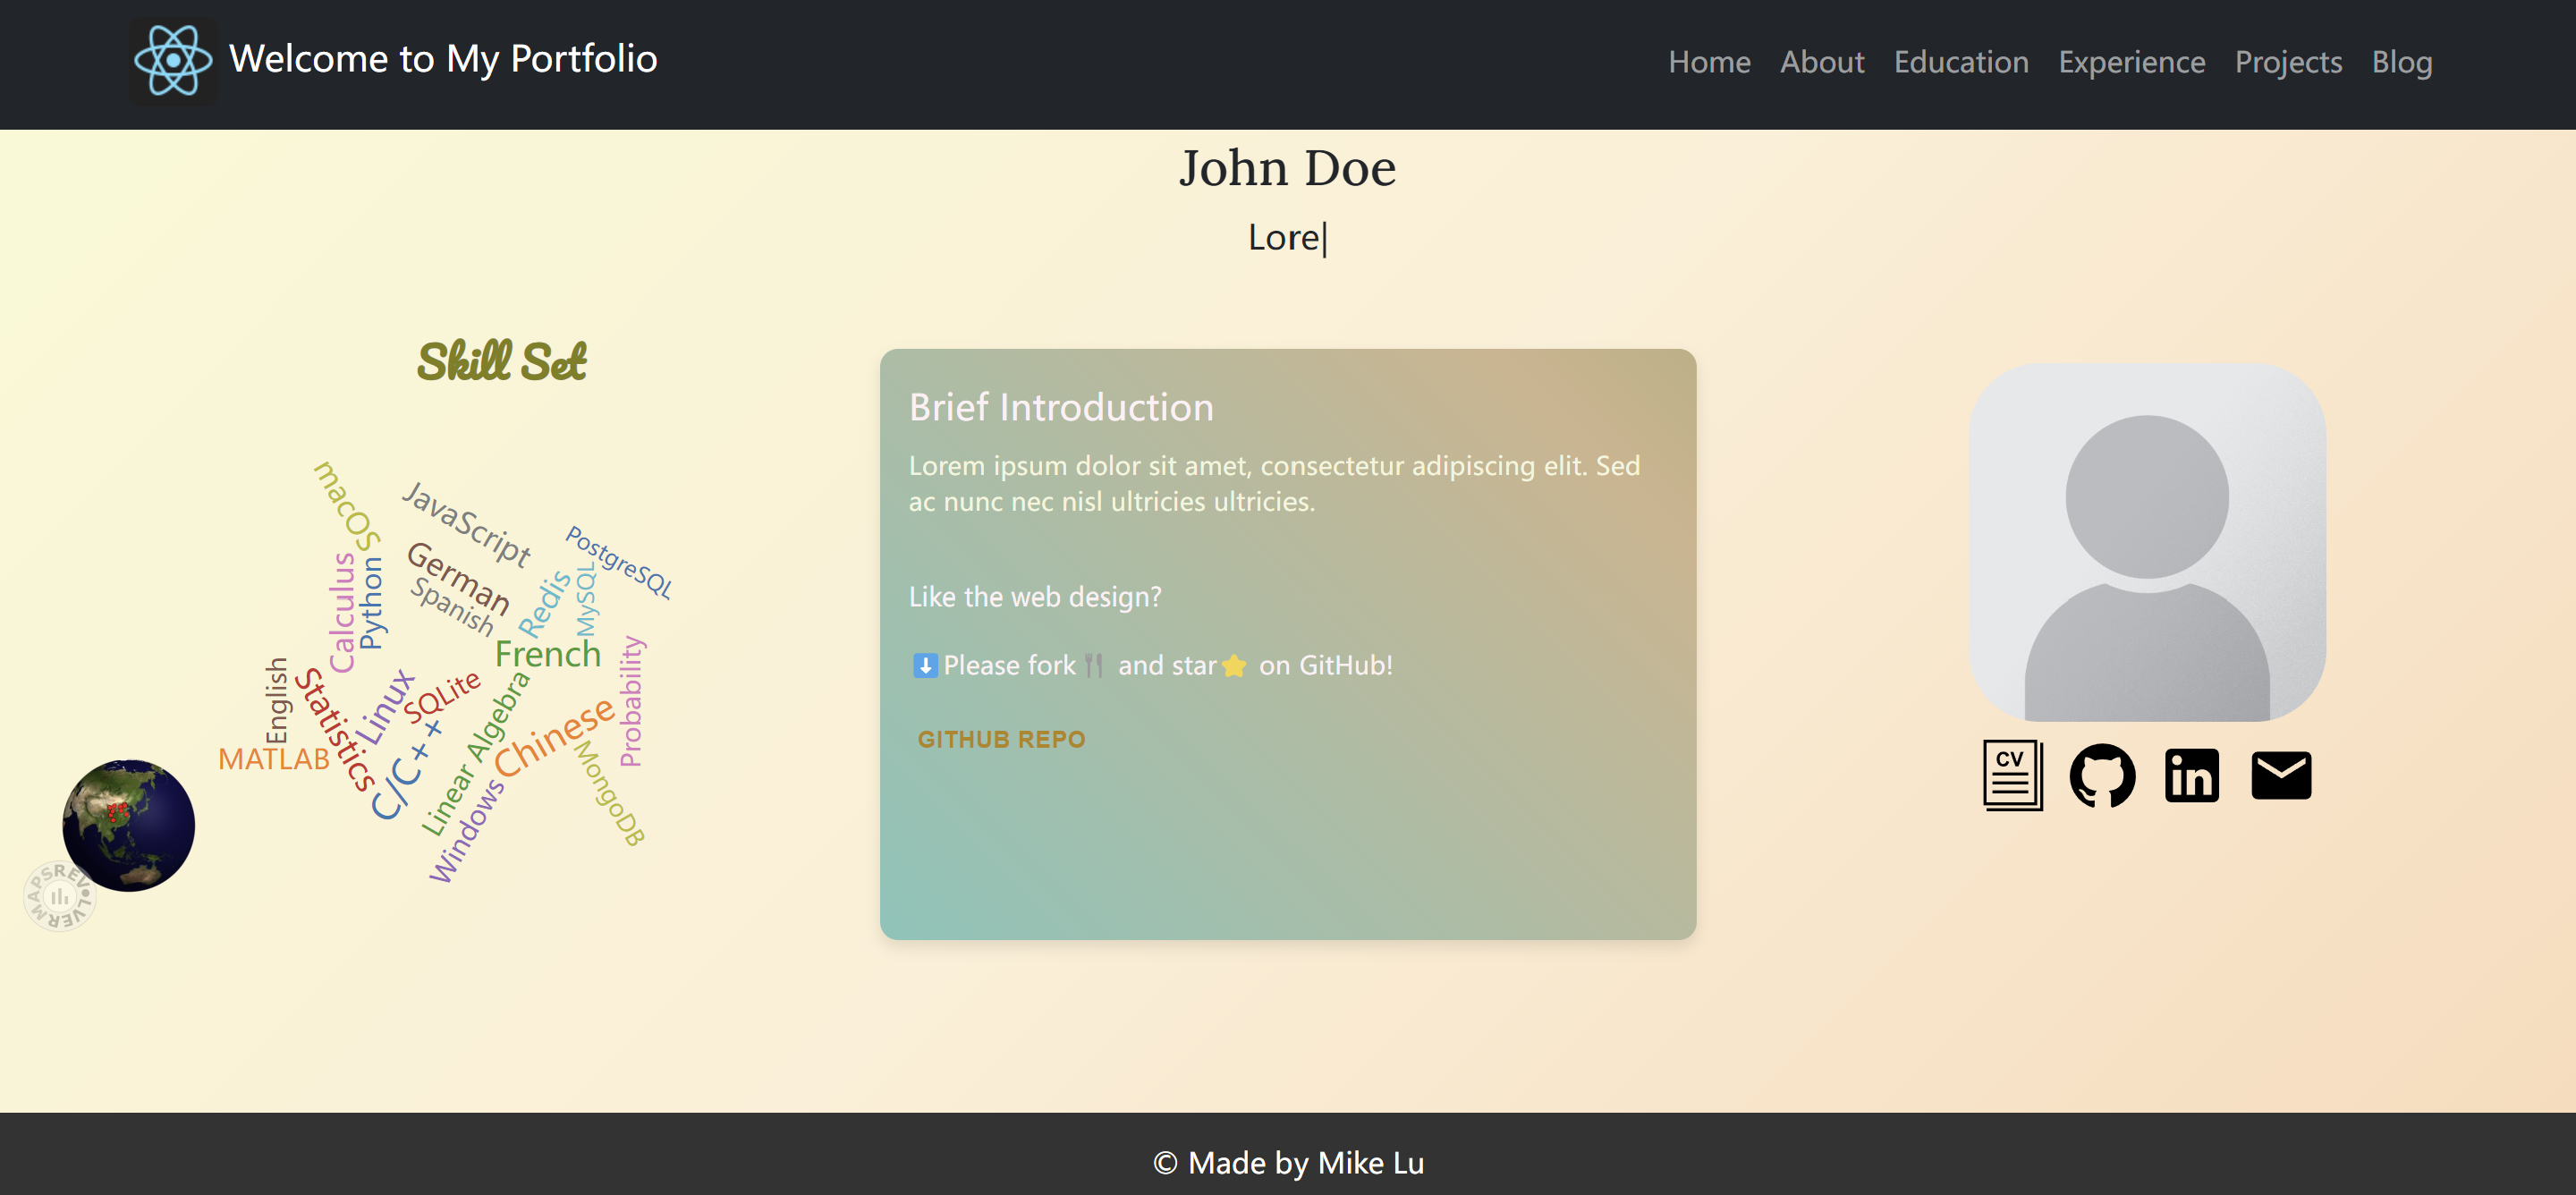 Welcome to My Portfolio
Home
About
Education
Experience
Projects
Blog
John Doe
Lore
Skill Set
macOS
JavaScript
PostgreSQL
German
Spanish
Redis
MySQL
Calculus
Python
French
Probability
English
Statistics
Linux
SQLite
Linear Algebra
Chinese
MATLAB
C/C++
MongoDB
Windows
MAPSREVOLVER
Brief Introduction
Lorem ipsum dolor sit amet, consectetur adipiscing elit. Sed
ac nunc nec nisl ultricies ultricies.
Like the web design?
⬇️Please fork🍴 and star⭐ on GitHub!
GITHUB REPO
CV
in
© Made by Mike Lu